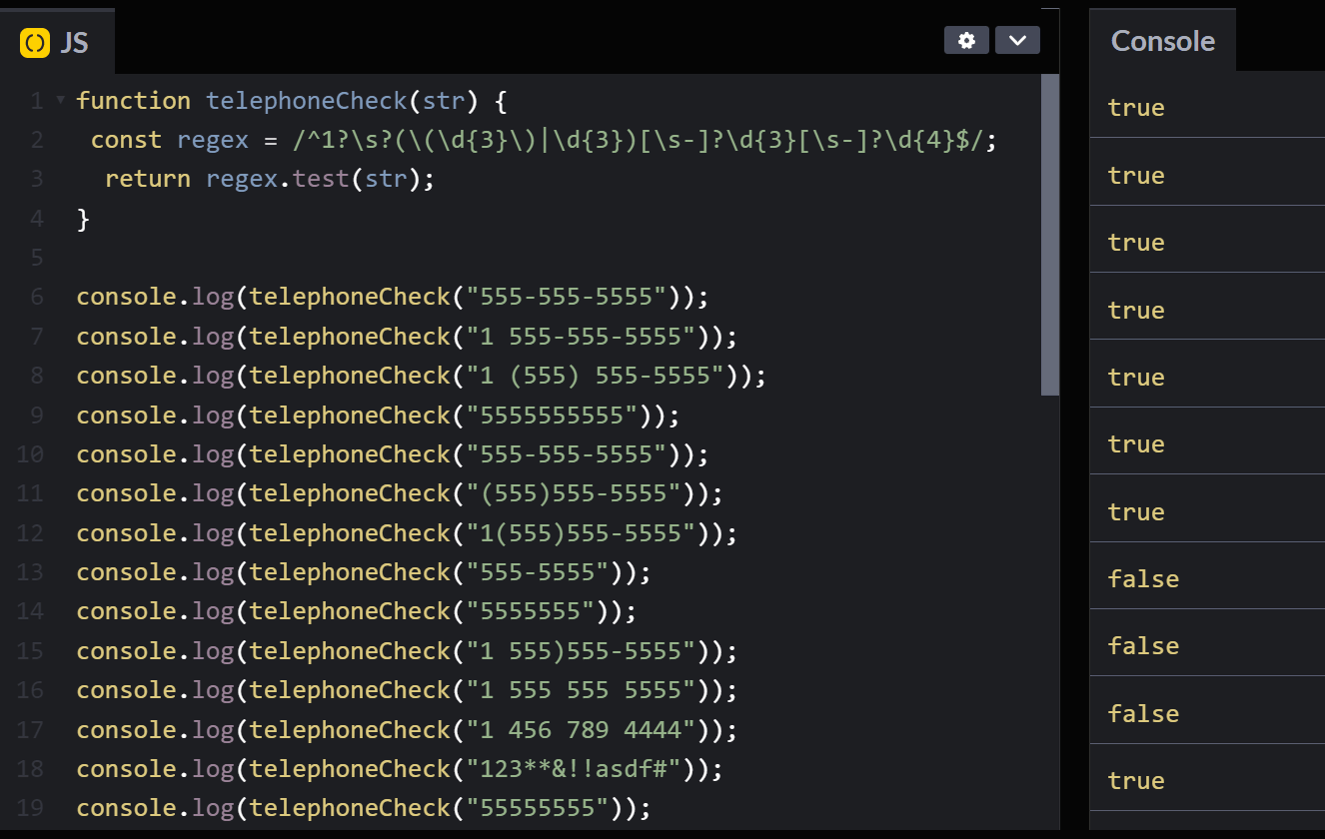 JS
1 function telephoneCheck(str) {
2 const regex = /^1?\s?(\(\d{3}\)|\d{3})[\s-]?\d{3}[\s-]?\d{4}$/;
3 return regex.test(str);
4 }
5
6 console.log(telephoneCheck("555-555-5555"));
7 console.log(telephoneCheck("1 555-555-5555"));
8 console.log(telephoneCheck("1 (555) 555-5555"));
9 console.log(telephoneCheck("5555555555"));
10 console.log(telephoneCheck("555-555-5555"));
11 console.log(telephoneCheck("(555)555-5555"));
12 console.log(telephoneCheck("1(555)555-5555"));
13 console.log(telephoneCheck("555-5555"));
14 console.log(telephoneCheck("5555555"));
15 console.log(telephoneCheck("1 555)555-5555"));
16 console.log(telephoneCheck("1 555 555 5555"));
17 console.log(telephoneCheck("1 456 789 4444"));
18 console.log(telephoneCheck("123**&!!asdf#"));
19 console.log(telephoneCheck("55555555"));
Console
true
true
true
true
true
true
true
false
false
false
true